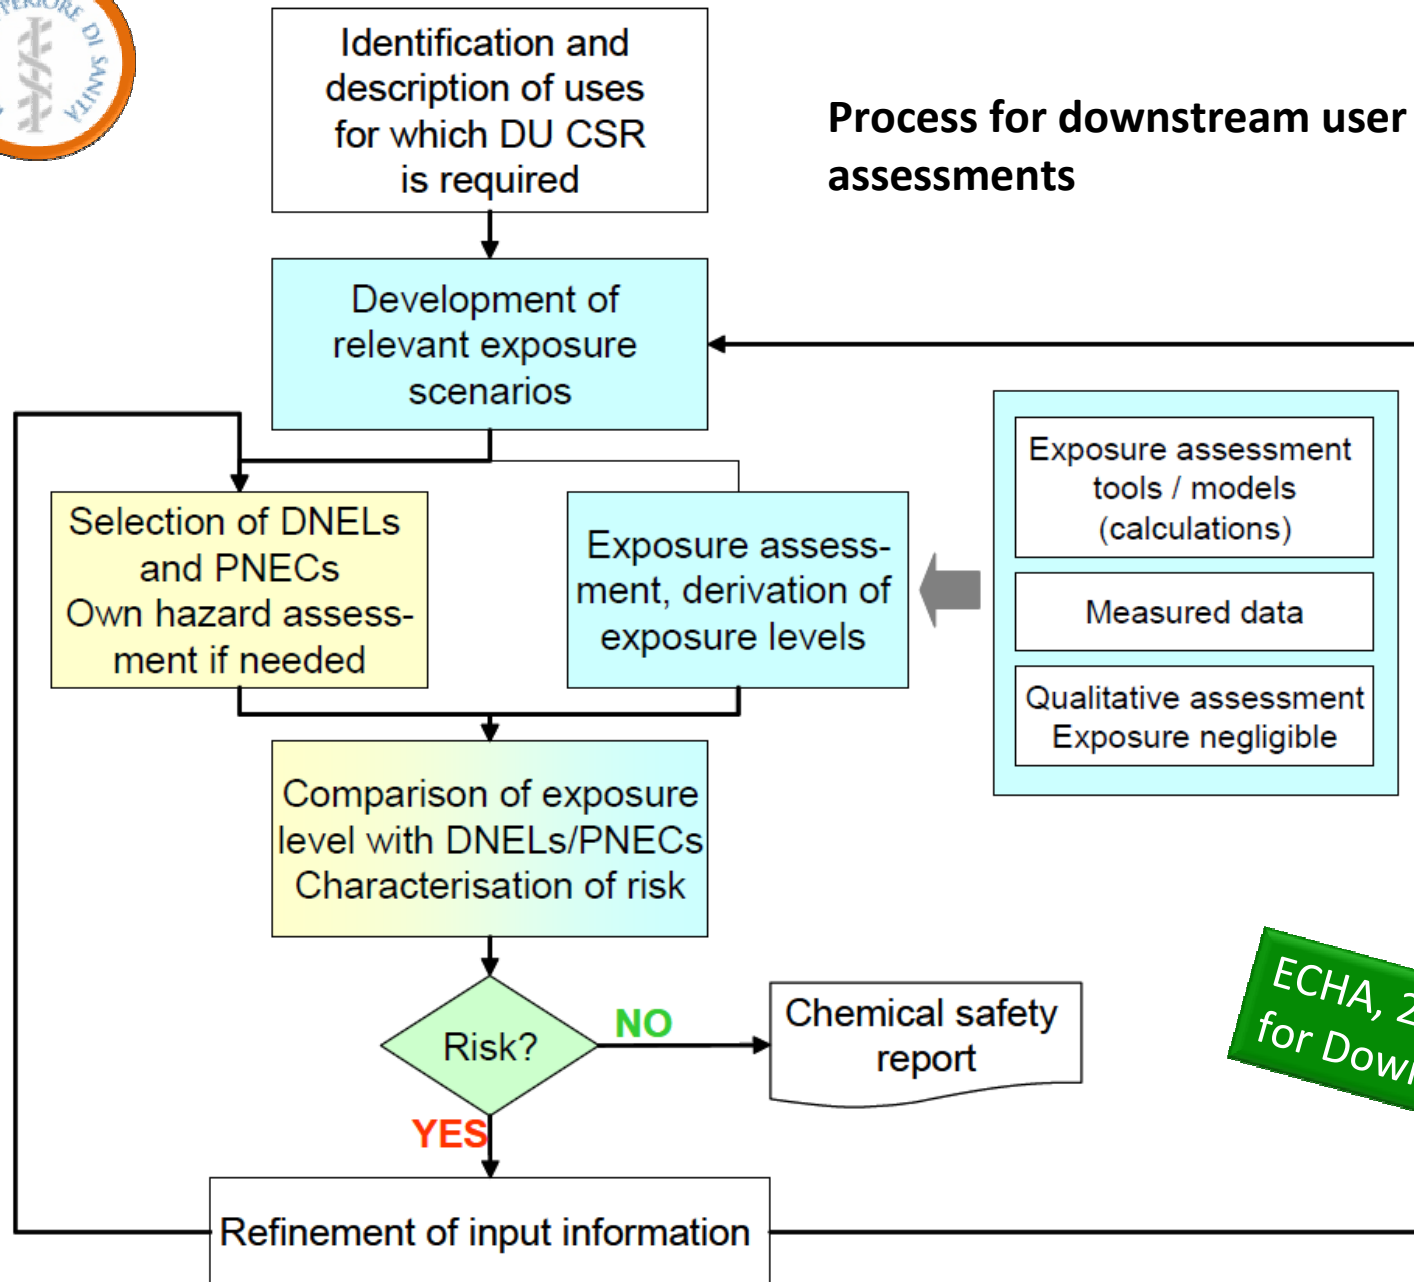 DI SANITÀ
Identification and
description of uses
for which DU CSR
is required
Process for downstream user
assessments
Development of
relevant exposure
scenarios
Selection of DNELs
and PNECs
Own hazard assess-
ment if needed
Exposure assess-
ment, derivation of
exposure levels
Exposure assessment
tools / models
(calculations)
Measured data
Qualitative assessment
Exposure negligible
Comparison of exposure
level with DNELs/PNECs
Characterisation of risk
Risk?
NO
Chemical safety
report
YES
Refinement of input information
ECHA,
for